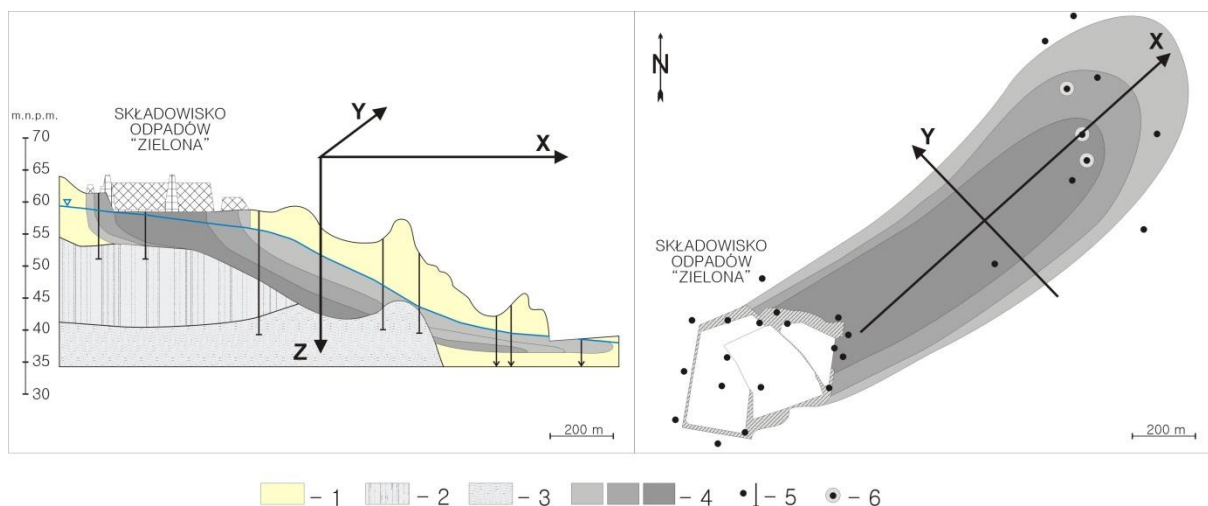 SKŁADOWISKO
ODPADÓW
"ZIELONA"
m.n.p.m.
70
65
60
55
50
45
40
35
30
Y
X
Z
200 m
N
X
Y
SKŁADOWISKO
ODPADÓW
"ZIELONA"
200 m
- 1
- 2
- 3
- 4
- 5
- 6